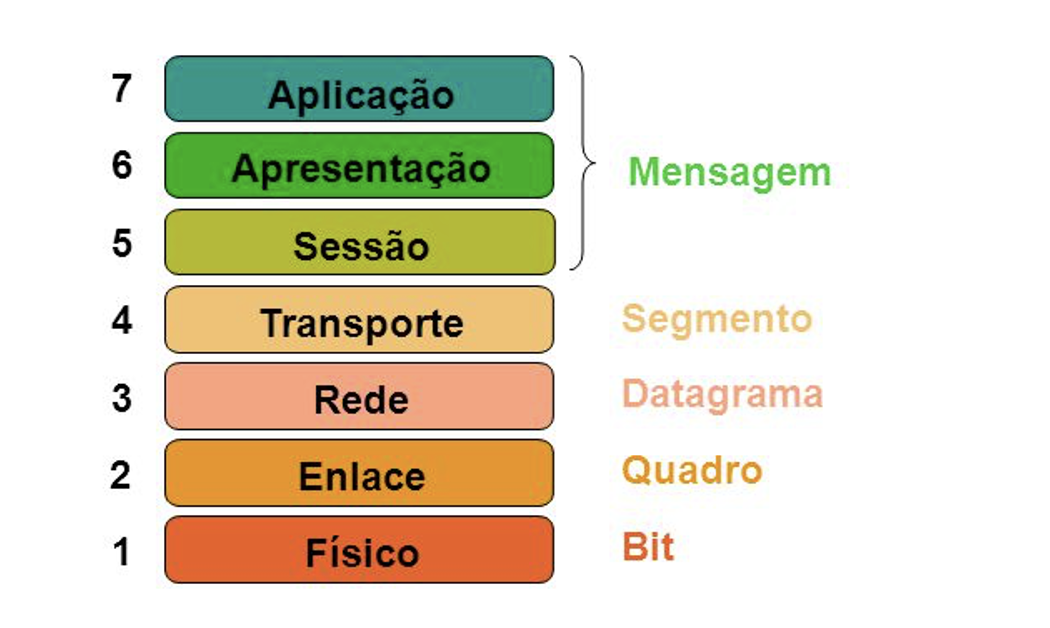 7 Aplicação
6 Apresentação
Mensagem
5 Sessão
4 Transporte Segmento
3 Rede Datagrama
2 Enlace Quadro
1 Físico Bit